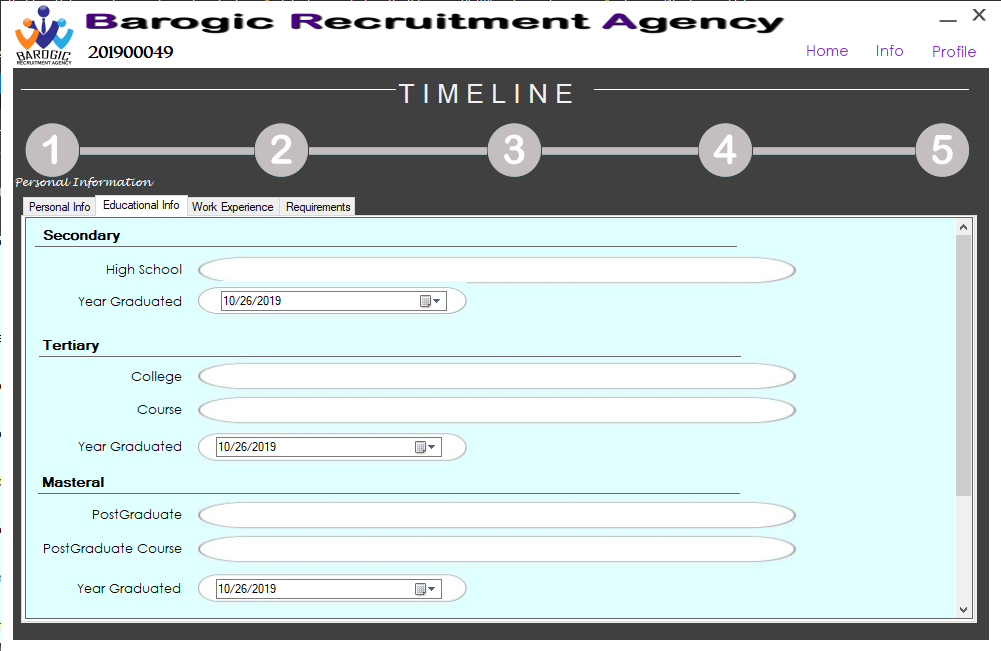 Barogic Recruitment Agency
BAROGIC
RECRUITMENT AGENCY
201900049
Home Info Profile
TIMELINE
1 2 3 4 5
Personal Information
Personal Info Educational Info Work Experience Requirements
Secondary
High School
Year Graduated 10/26/2019
Tertiary
College
Course
Year Graduated 10/26/2019
Masteral
PostGraduate
PostGraduate Course
Year Graduated 10/26/2019